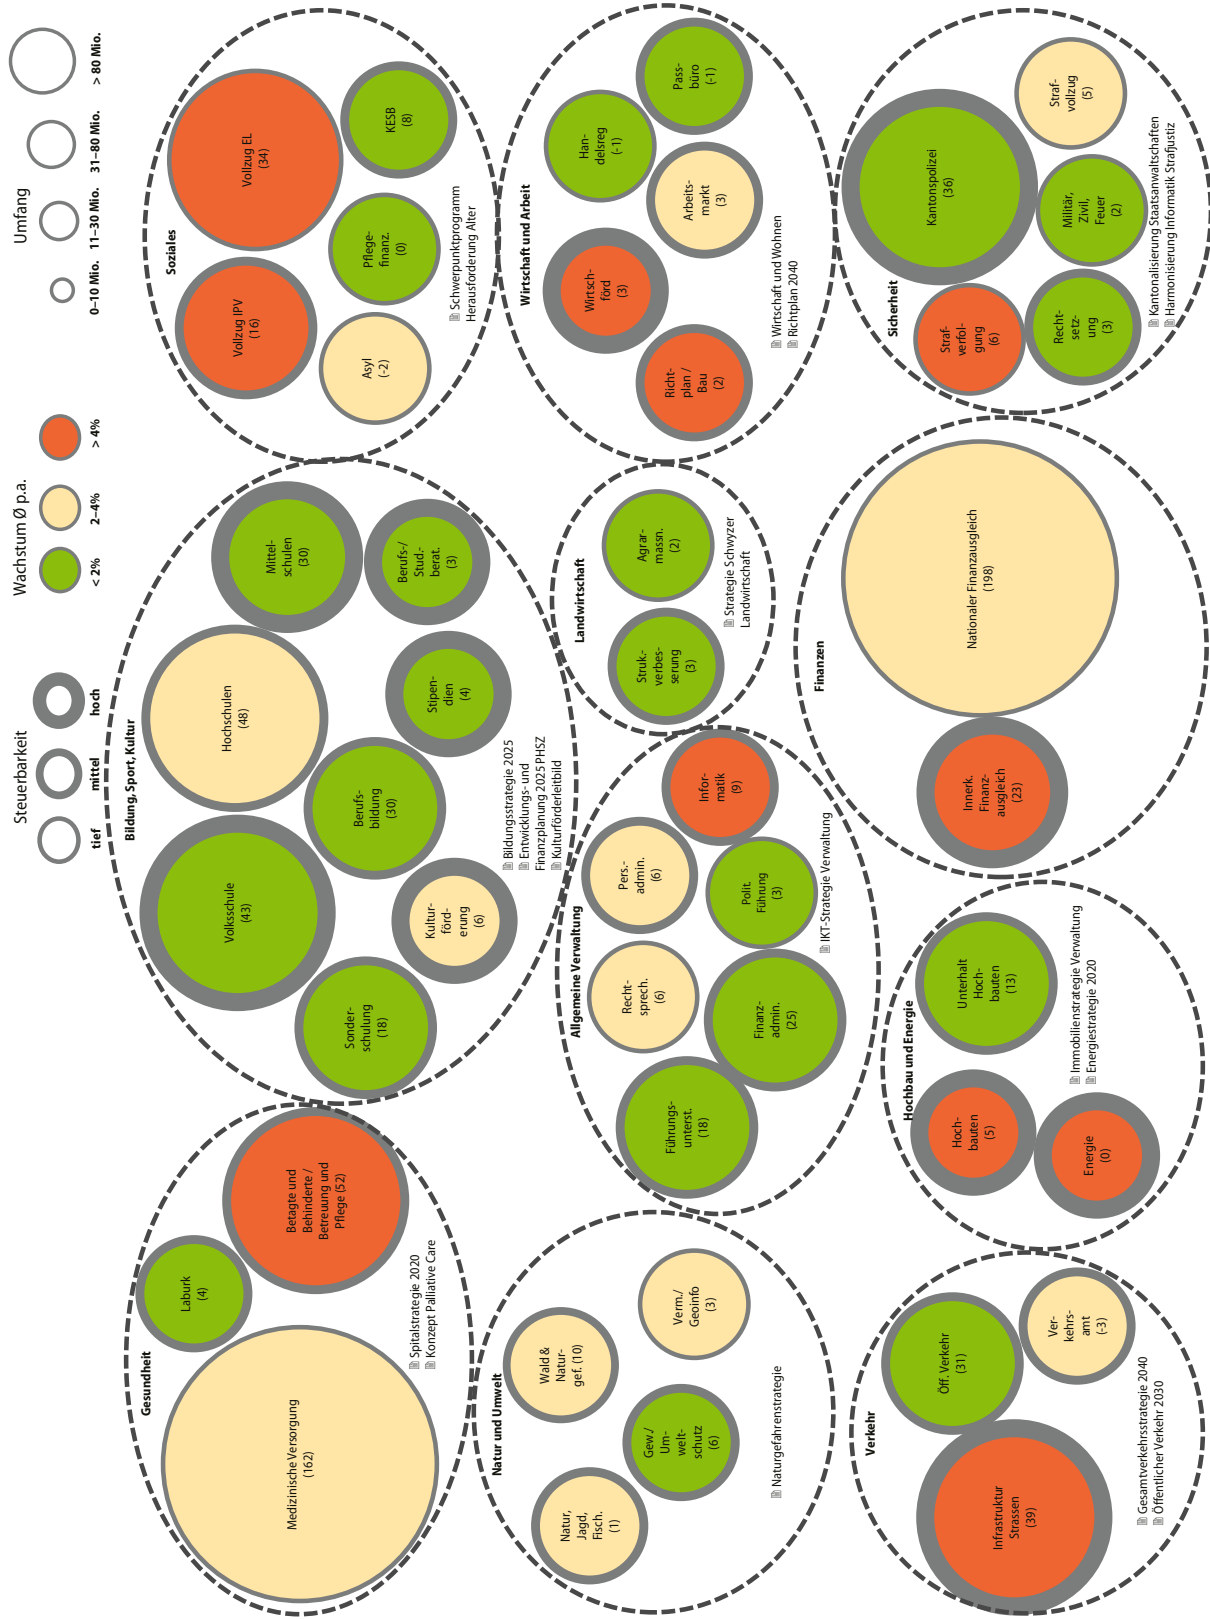 Steuerbarkeit
tief
mittel
hoch
Wachstum Ø p.a.
< 2%
2–4%
> 4%
Umfang
0–10 Mio.
11–30 Mio.
31–80 Mio.
> 80 Mio.
Gesundheit
Medizinische Versorgung
(162)
Laburk
(4)
Betagte und
Behinderte /
Betreuung und
Pflege (52)
Spitalstrategie 2020
Konzept Palliative Care
Bildung, Sport, Kultur
Sonder-
schulung
(18)
Volksschule
(43)
Hochschulen
(48)
Mittel-
schulen
(30)
Kultur-
förd-
erung
(6)
Berufs-
bildung
(30)
Stipen-
dien
(4)
Berufs-/
Stud.-
berat.
(3)
Bildungsstrategie 2025
Entwicklungs- und
Finanzplanung 2025 PHSZ
Kulturförderleitbild
Soziales
Vollzug IPV
(16)
Vollzug EL
(34)
Asyl
(-2)
Pflege-
finanz.
(0)
KESB
(8)
Schwerpunktprogramm
Herausforderung Alter
Natur und Umwelt
Natur,
Jagd,
Fisch.
(1)
Wald &
Natur-
gef. (10)
Gew./
Um-
welt-
schutz
(6)
Verm./
Geoinfo
(3)
Naturgefahrenstrategie
Allgemeine Verwaltung
Führungs-
unterst.
(18)
Recht-
sprech.
(6)
Pers.-
admin.
(6)
Infor-
matik
(9)
Finanz-
admin.
(25)
Polit.
Führung
(3)
IKT-Strategie Verwaltung
Landwirtschaft
Struk.-
verbes-
serung
(3)
Agrar-
massn.
(2)
Strategie Schwyzer
Landwirtschaft
Wirtschaft und Arbeit
Richt-
plan /
Bau
(2)
Wirtsch-
förd
(3)
Han-
delsreg
(-1)
Arbeits-
markt
(3)
Pass-
büro
(-1)
Wirtschaft und Wohnen
Richtplan 2040
Verkehr
Infrastruktur
Strassen
(39)
Öff. Verkehr
(31)
Ver-
kehrs-
amt
(-3)
Gesamtverkehrsstrategie 2040
Öffentlicher Verkehr 2030
Hochbau und Energie
Hoch-
bauten
(5)
Energie
(0)
Unterhalt
Hoch-
bauten
(13)
Immobilienstrategie Verwaltung
Energiestrategie 2020
Finanzen
Innerk.
Finanz-
ausgleich
(23)
Nationaler Finanzausgleich
(198)
Sicherheit
Straf-
verfol-
gung
(6)
Kantonspolizei
(36)
Recht-
setz-
ung
(3)
Militär,
Zivil,
Feuer
(2)
Straf-
vollzug
(5)
Kantonalisierung Staatsanwaltschaften
Harmonisierung Informatik Strafjustiz